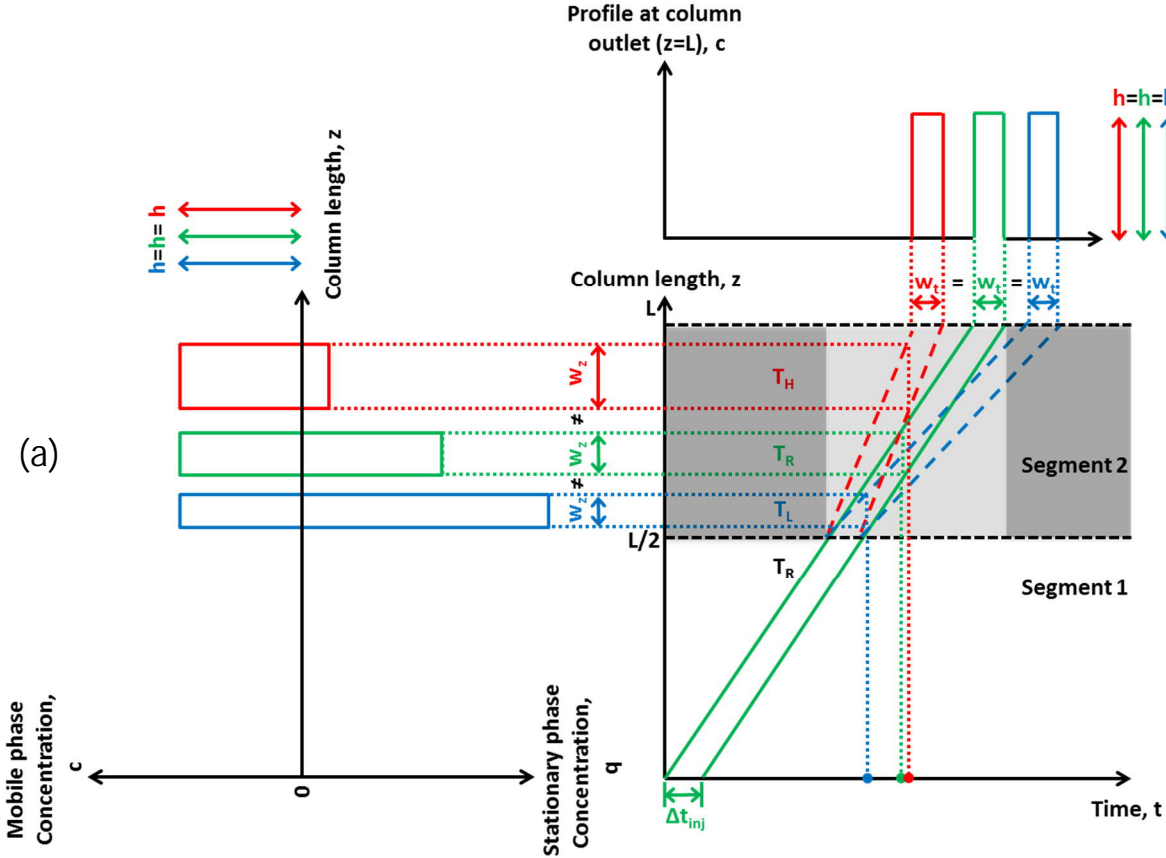 Profile at column
outlet (z=L), c
h=h=
h=h= h
Column length, z
Column length, z
L
w_t = w_t = w_t
w_z
≠
w_z
≠
w_z
T_H
T_R
T_L
Segment 2
(a)
L/2
T_R
Segment 1
Mobile phase
Concentration,
c
0
Stationary phase
Concentration,
q
Δt_inj
Time, t